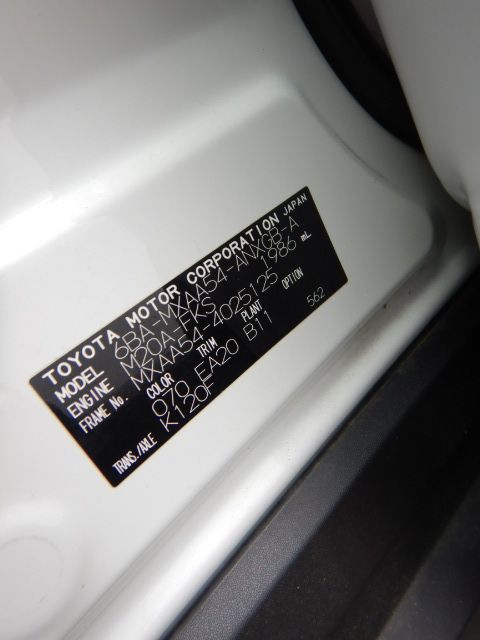 TOYOTA MOTOR CORPORATION JAPAN
MODEL 6BA-MXAA54-ANXGB-A
ENGINE M20A-FKS 1986 mL
FRAME No. MXAA54-4025125
COLOR TRIM PLANT OPTION
070 EA20 B11 562
TRANS./AXLE K120F